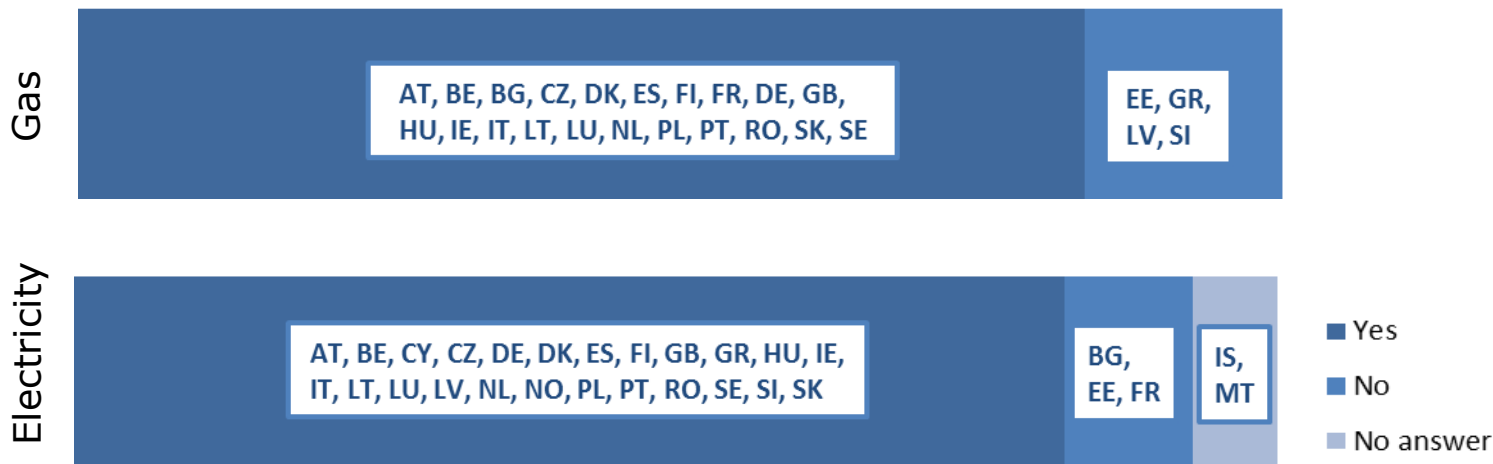 Gas
AT, BE, BG, CZ, DK, ES, FI, FR, DE, GB,
HU, IE, IT, LT, LU, NL, PL, PT, RO, SK, SE
EE, GR,
LV, SI
Electricity
AT, BE, CY, CZ, DE, DK, ES, FI, GB, GR, HU, IE,
IT, LT, LU, LV, NL, NO, PL, PT, RO, SE, SI, SK
BG,
EE, FR
IS,
MT
Yes
No
No answer